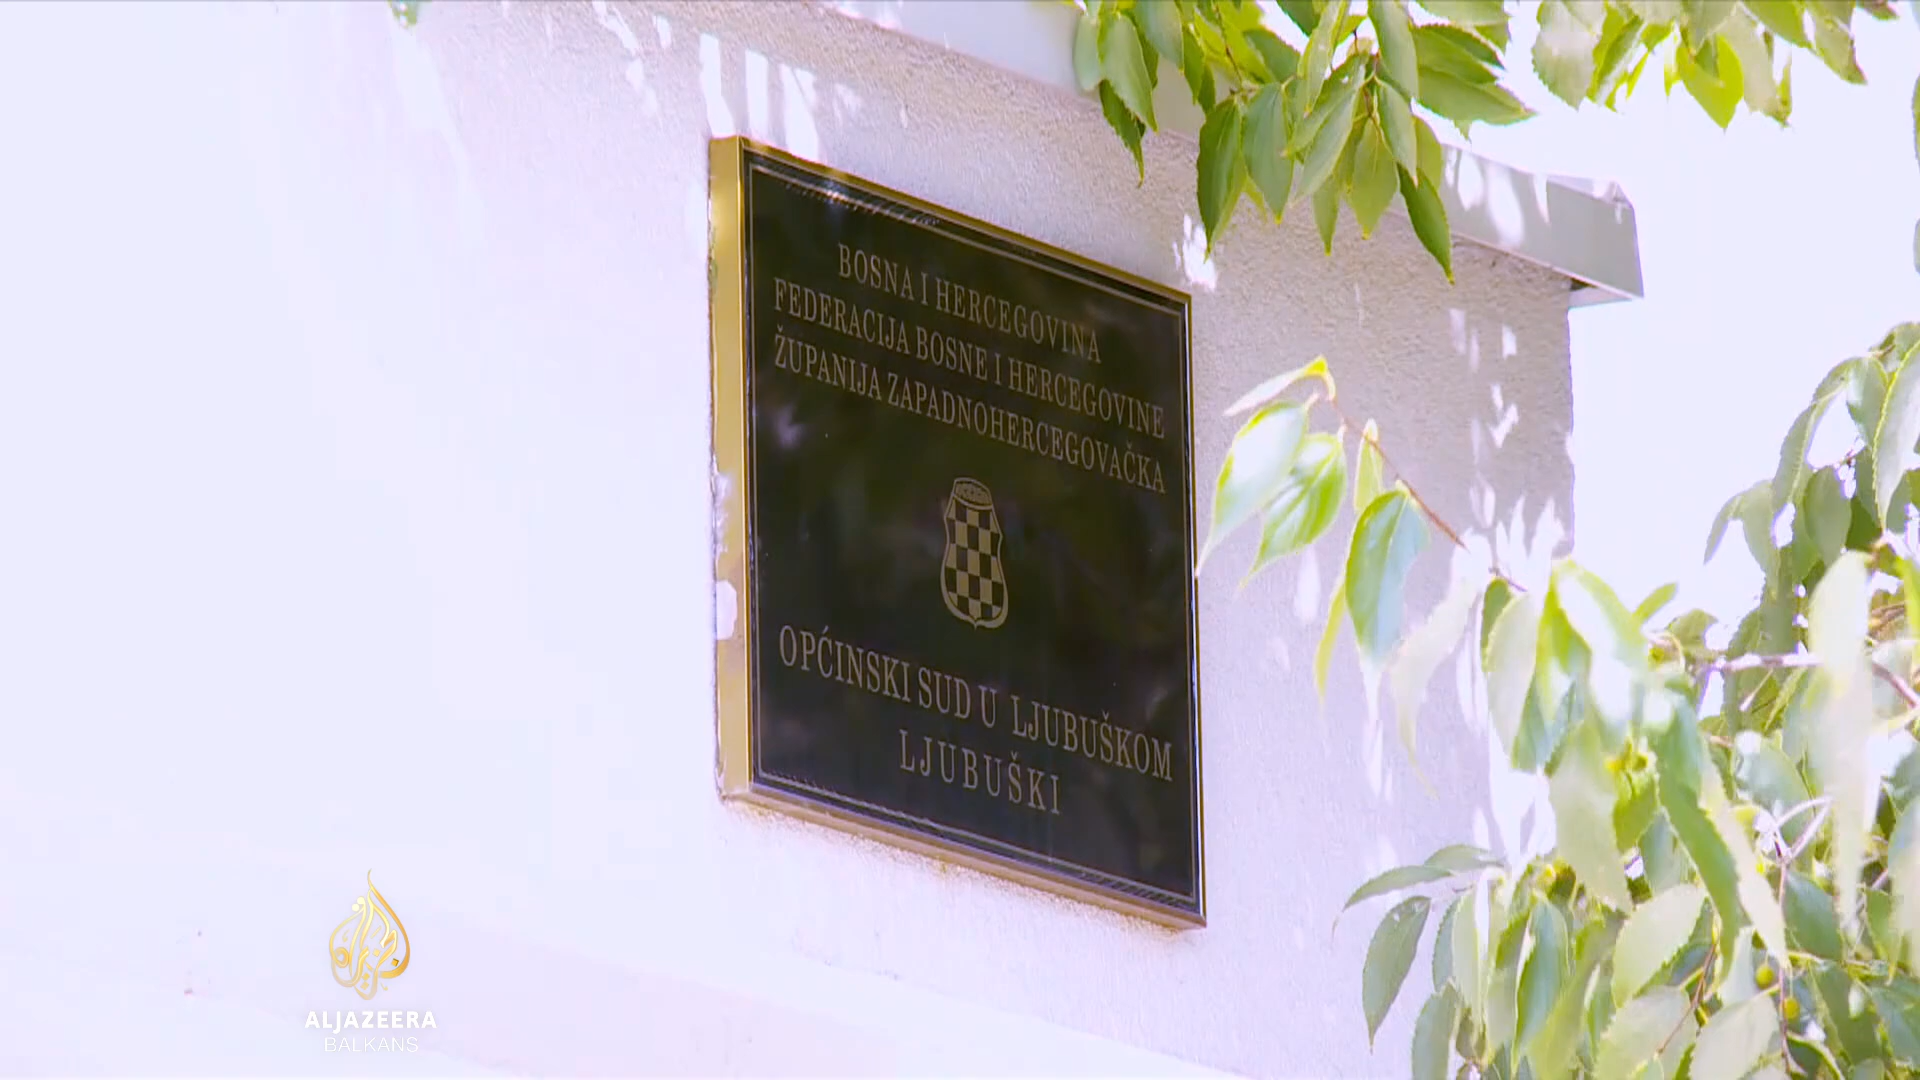 BOSNA I HERCEGOVINA
FEDERACIJA BOSNE I HERCEGOVINE
ŽUPANIJA ZAPADNOHERCEGOVAČKA
OPĆINSKI SUD U LJUBUŠKOM
LJUBUŠKI
ALJAZEERA
BALKANS